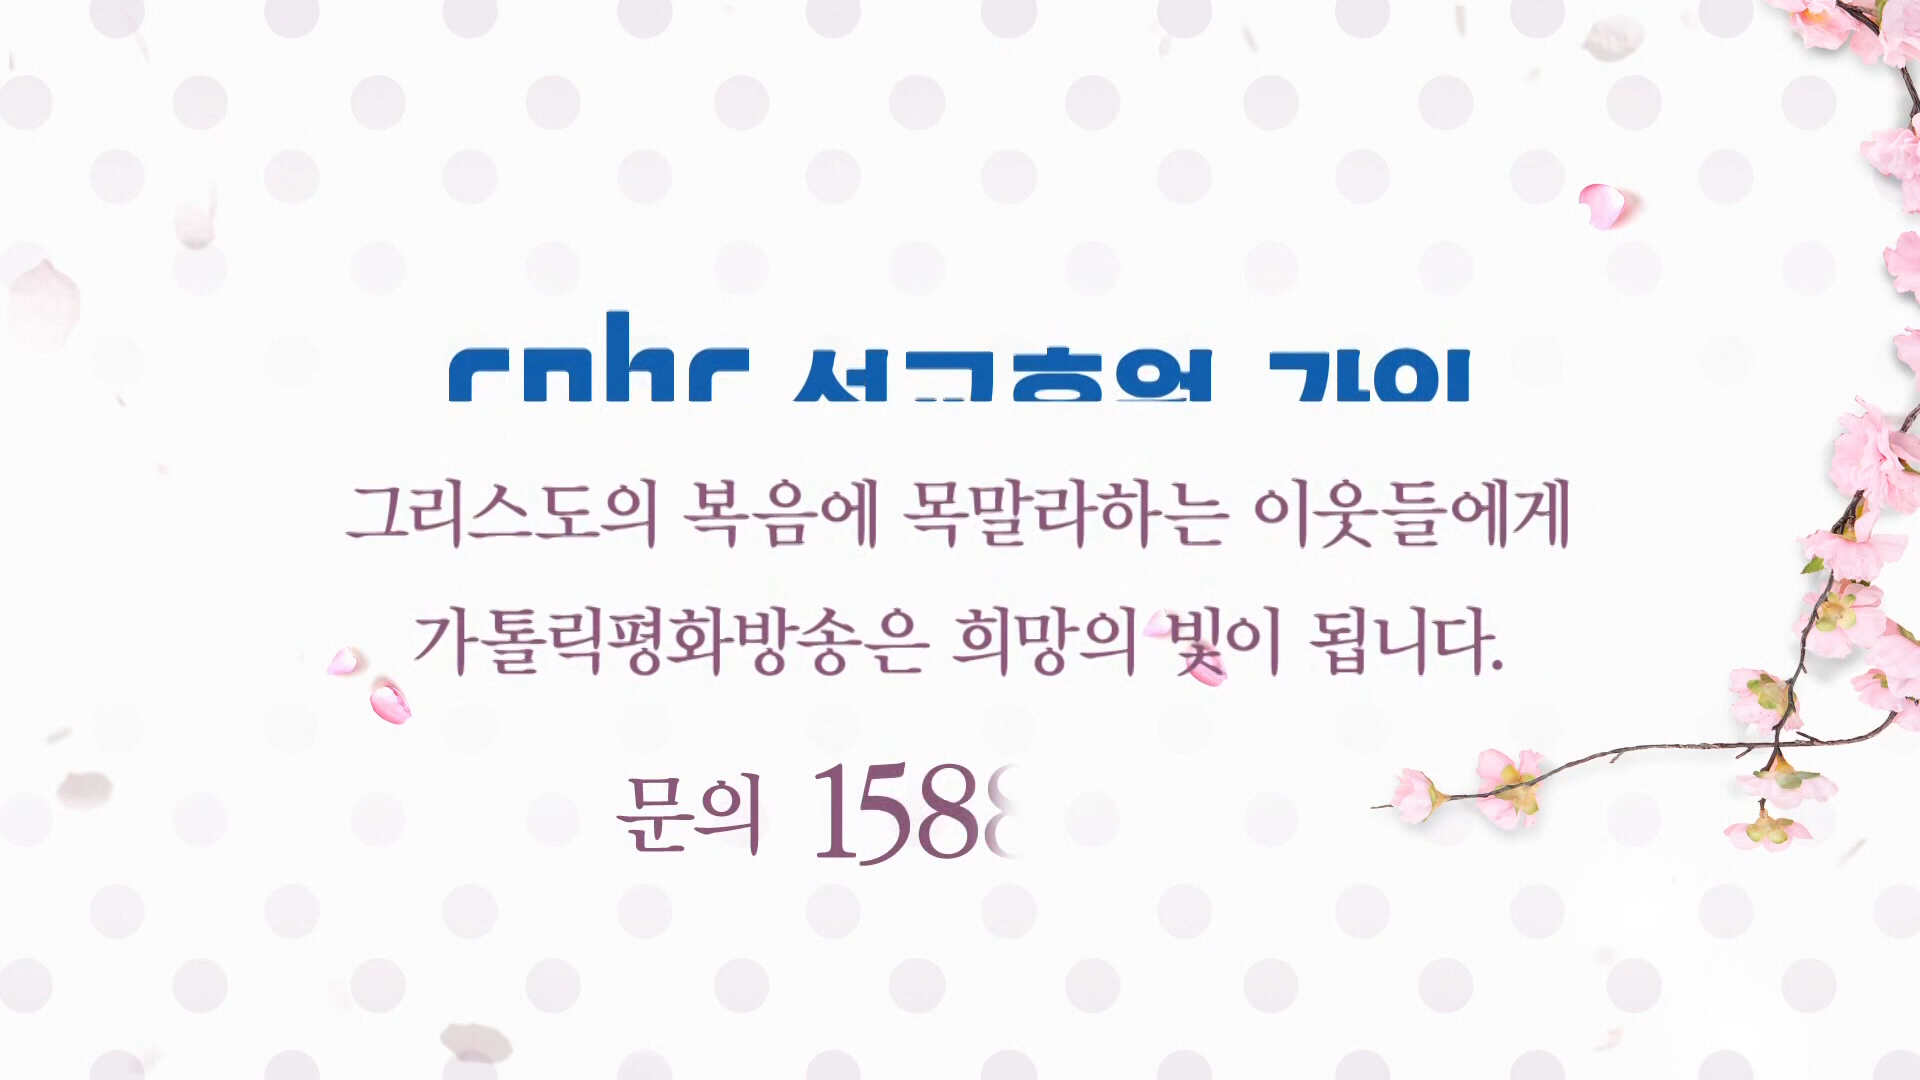 그리스도의 복음에 목말라하는 이웃들에게
가톨릭평화방송은 희망의 빛이 됩니다.
문의 1588